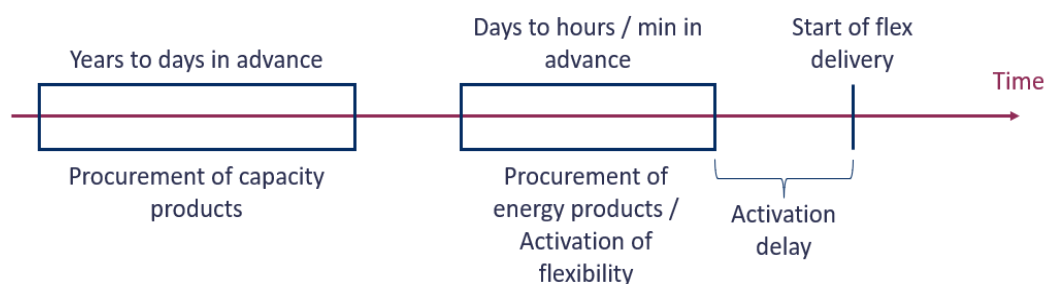 Years to days in advance
Days to hours / min in
advance
Start of flex
delivery
Time
Procurement of capacity
products
Procurement of
energy products /
Activation of
flexibility
Activation
delay